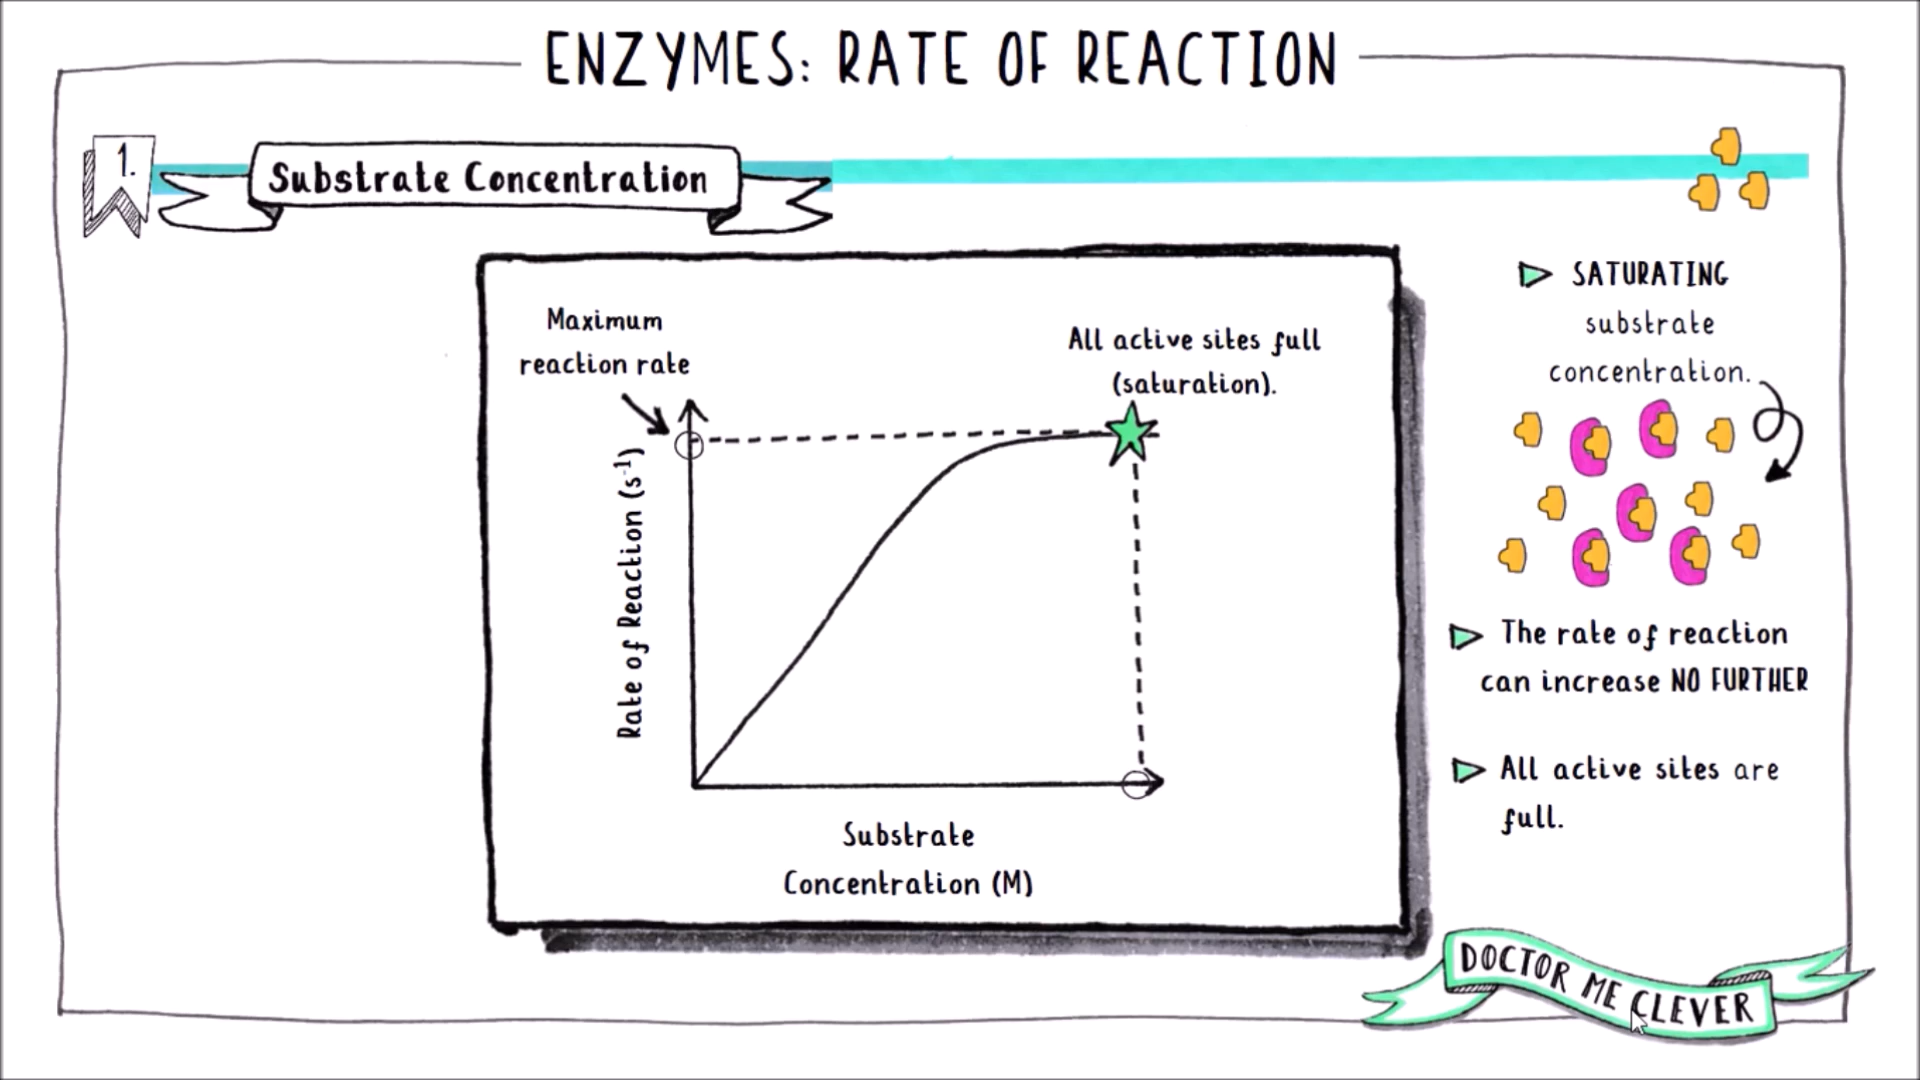 ENZYMES: RATE OF REACTION
1.
Substrate Concentration
Maximum
reaction rate
All active sites full
(saturation).
Rate of Reaction (s⁻¹)
Substrate
Concentration (M)
SATURATING
substrate
concentration.
The rate of reaction
can increase NO FURTHER
All active sites are
full.
DOCTOR ME CLEVER